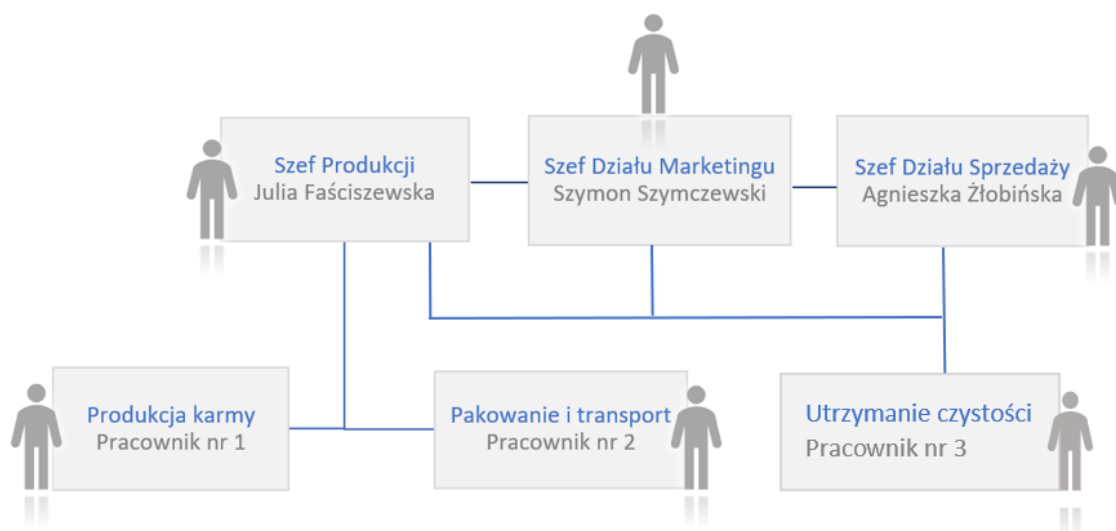 Szef Produkcji
Julia Faściszewska
Szef Działu Marketingu
Szymon Szymczewski
Szef Działu Sprzedaży
Agnieszka Żłobińska
Produkcja karmy
Pracownik nr 1
Pakowanie i transport
Pracownik nr 2
Utrzymanie czystości
Pracownik nr 3